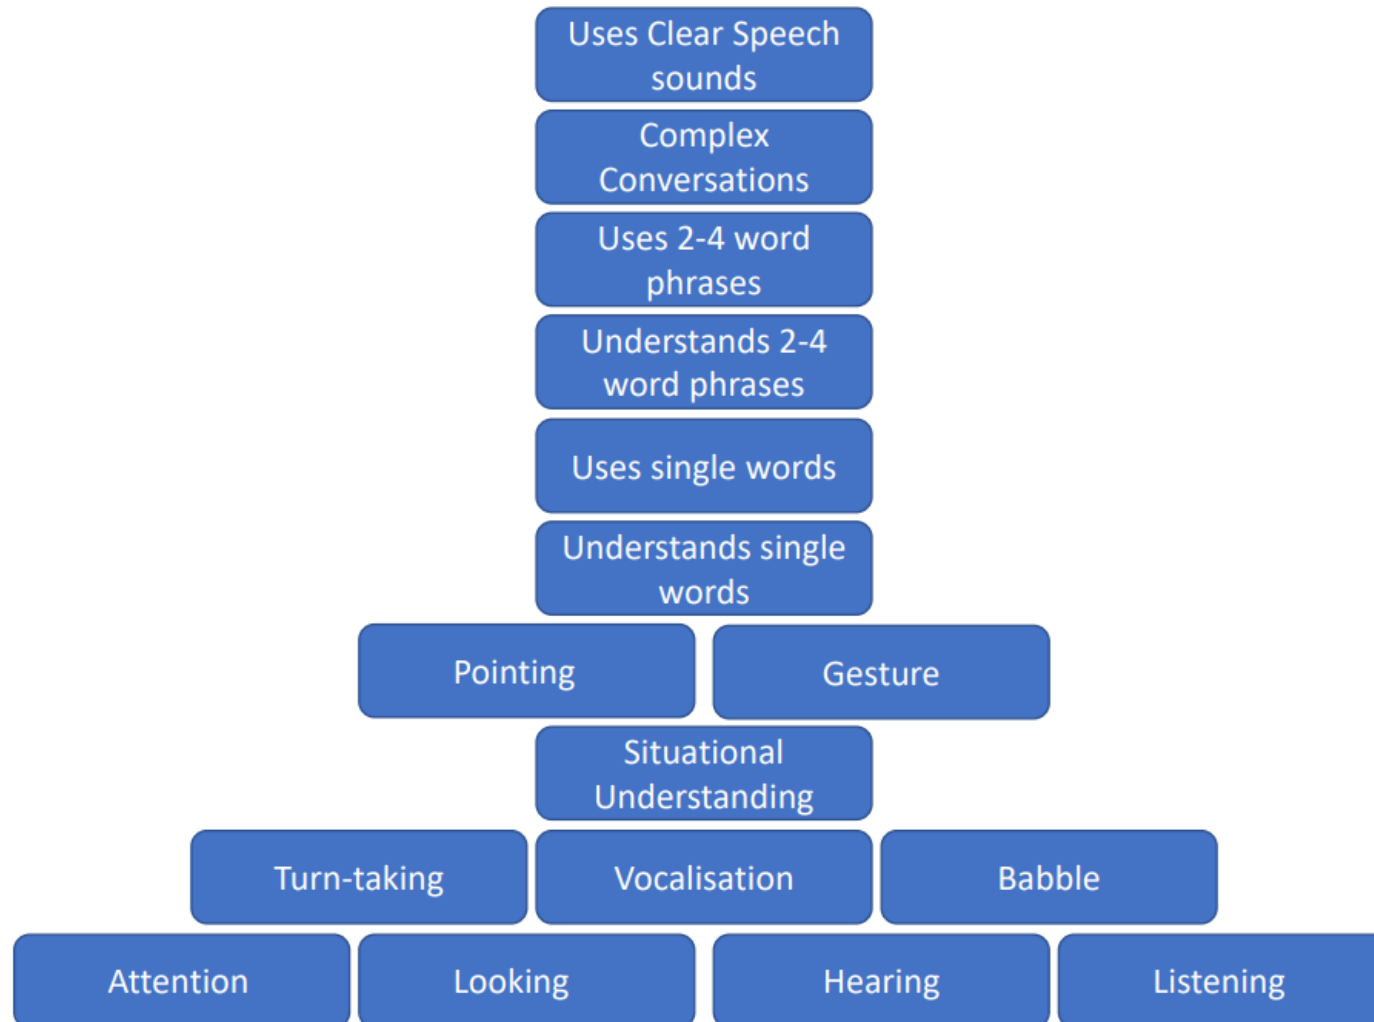 Uses Clear Speech
sounds
Complex
Conversations
Uses 2-4 word
phrases
Understands 2-4
word phrases
Uses single words
Understands single
words
Pointing
Gesture
Situational
Understanding
Turn-taking
Vocalisation
Babble
Attention
Looking
Hearing
Listening